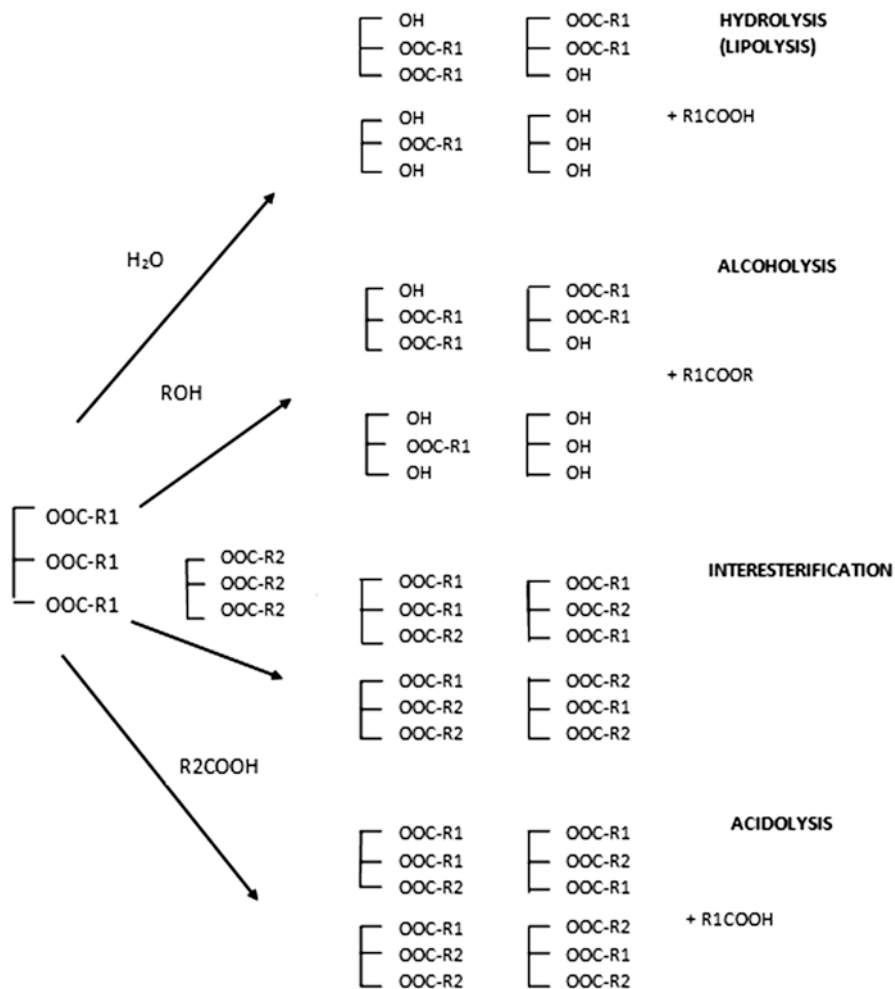 OH OOC-R1 HYDROLYSIS
OOC-R1 OOC-R1 (LIPOLYSIS)
OOC-R1 OH
OH OH + R1COOH
OOC-R1 OH
OH OH
H₂O
ALCOHOLYSIS
OH OOC-R1
OOC-R1 OOC-R1
OOC-R1 OH
+ R1COOR
ROH
OH OH
OOC-R1 OH
OH OH
OOC-R1
OOC-R1
OOC-R1
OOC-R2
OOC-R2
OOC-R2
INTERESTERIFICATION
OOC-R1 OOC-R1
OOC-R1 OOC-R2
OOC-R2 OOC-R1
OOC-R1 OOC-R2
OOC-R2 OOC-R1
OOC-R2 OOC-R2
R2COOH
ACIDOLYSIS
OOC-R1 OOC-R1
OOC-R1 OOC-R2
OOC-R2 OOC-R1
+ R1COOH
OOC-R1 OOC-R2
OOC-R2 OOC-R1
OOC-R2 OOC-R2